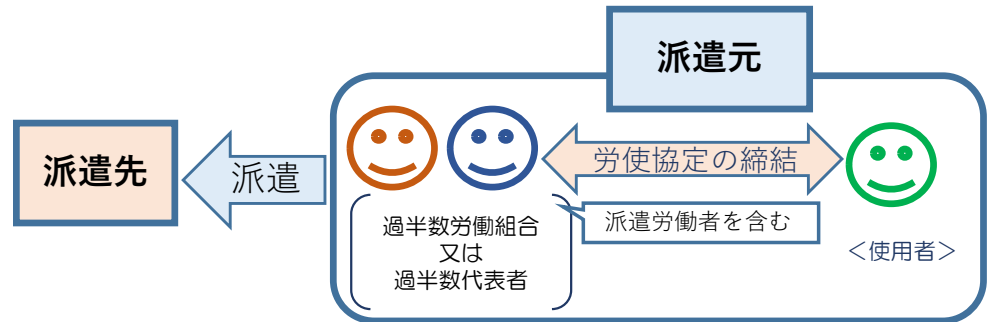 派遣元
派遣先
派遣
労使協定の締結
過半数労働組合
又は
過半数代表者
派遣労働者を含む
＜使用者＞